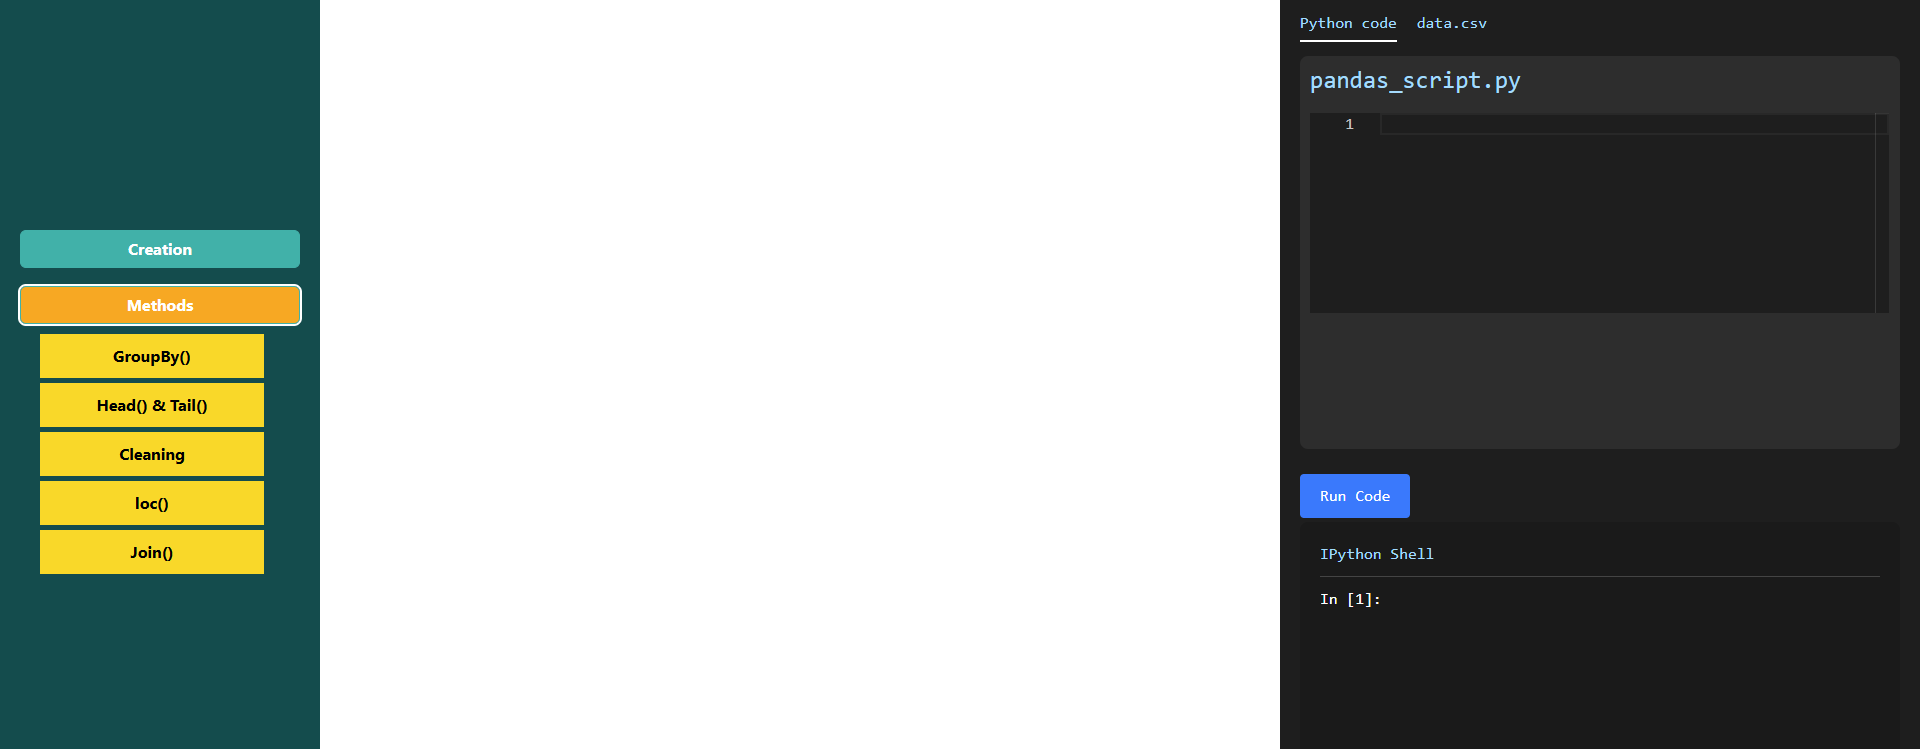 Creation
Methods
GroupBy()
Head() & Tail()
Cleaning
loc()
Join()
Python code data.csv
pandas_script.py
1
Run Code
IPython Shell
In [1]: